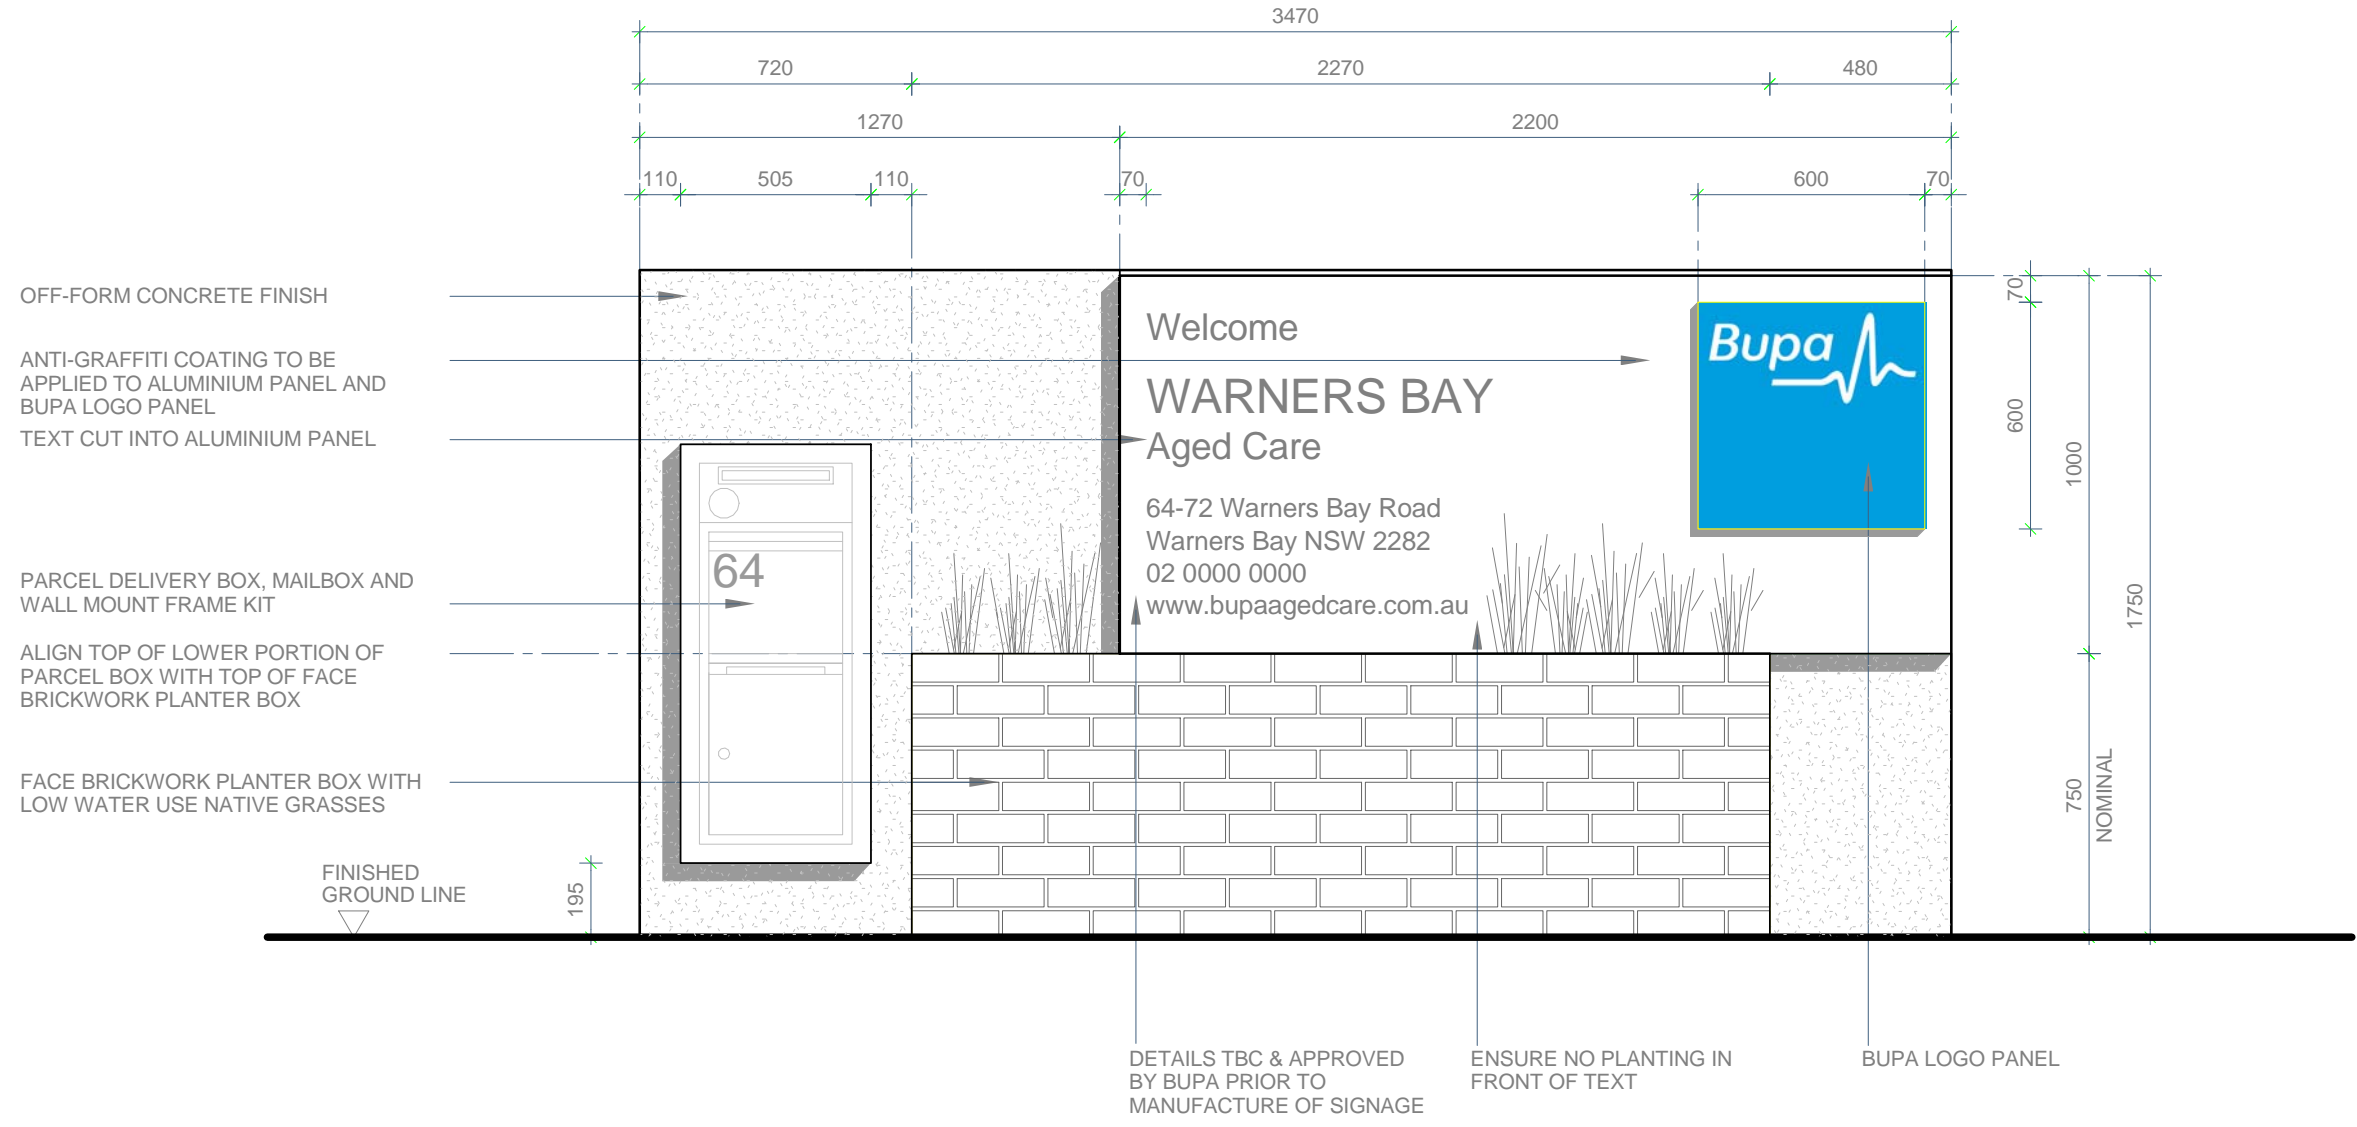 3470
720 2270 480
1270 2200
110 505 110 70 600 70
OFF-FORM CONCRETE FINISH
ANTI-GRAFFITI COATING TO BE
APPLIED TO ALUMINIUM PANEL AND
BUPA LOGO PANEL
TEXT CUT INTO ALUMINIUM PANEL
PARCEL DELIVERY BOX, MAILBOX AND
WALL MOUNT FRAME KIT
ALIGN TOP OF LOWER PORTION OF
PARCEL BOX WITH TOP OF FACE
BRICKWORK PLANTER BOX
FACE BRICKWORK PLANTER BOX WITH
LOW WATER USE NATIVE GRASSES
FINISHED
GROUND LINE
195
64
Welcome
WARNERS BAY
Aged Care
64-72 Warners Bay Road
Warners Bay NSW 2282
02 0000 0000
www.bupaagedcare.com.au
Bupa
70
600
1000
1750
750
NOMINAL
DETAILS TBC & APPROVED
BY BUPA PRIOR TO
MANUFACTURE OF SIGNAGE
ENSURE NO PLANTING IN
FRONT OF TEXT
BUPA LOGO PANEL